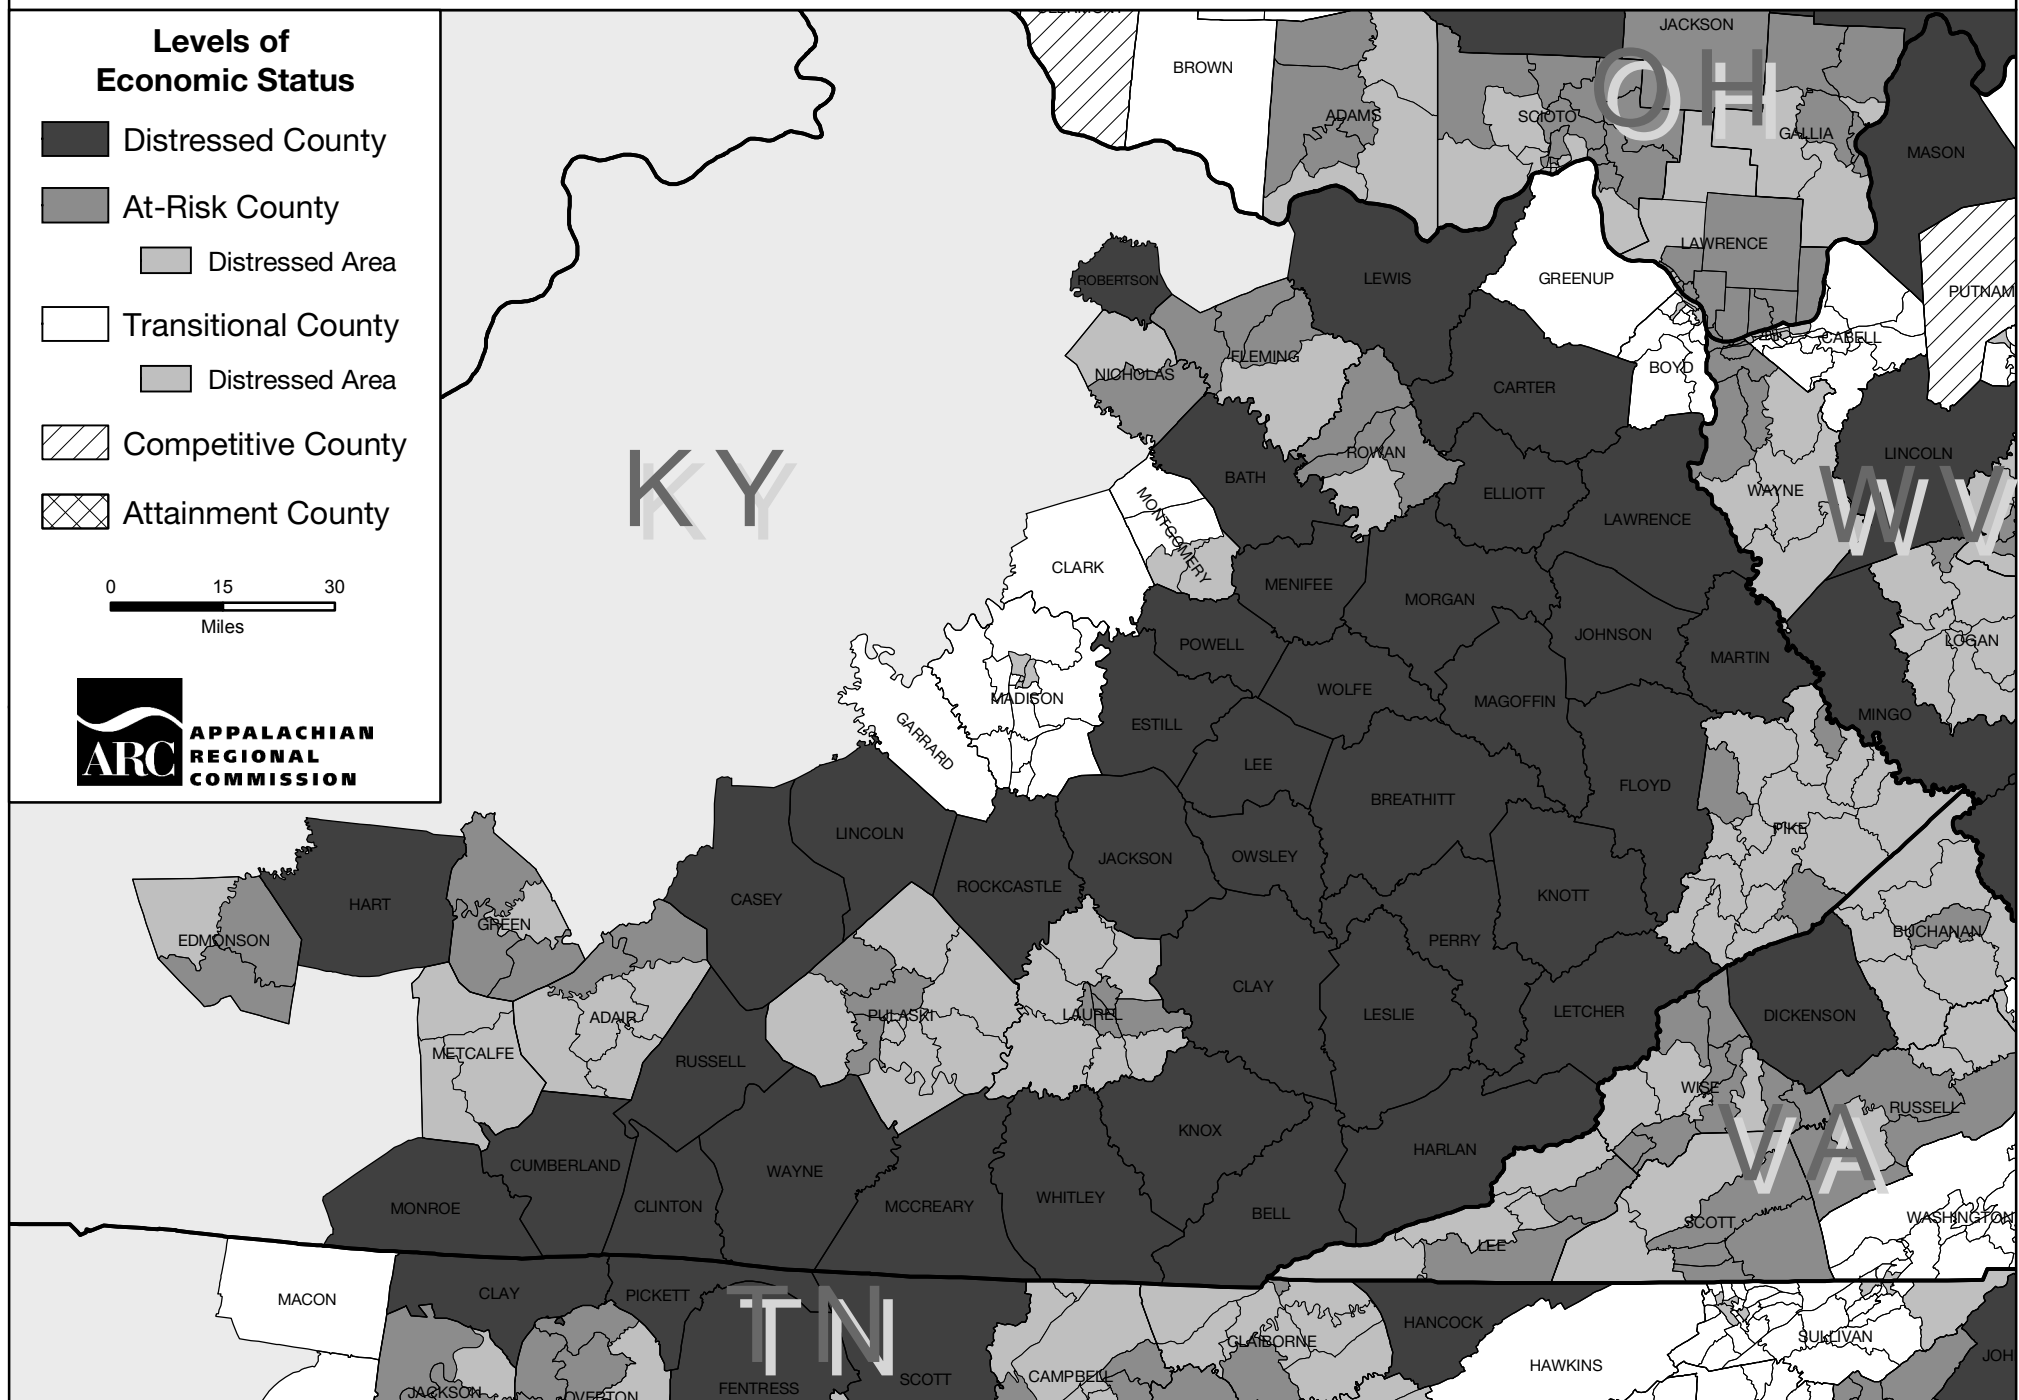 Levels of
Economic Status
Distressed County
At-Risk County
Distressed Area
Transitional County
Distressed Area
Competitive County
Attainment County
0 15 30
Miles
ARC
APPALACHIAN
REGIONAL
COMMISSION
KY
OH
WV
VA
TN
JACKSON
BROWN
ADAMS
SCIOTO
GALLIA
MASON
LAWRENCE
ROBERTSON
LEWIS
GREENUP
PUTNAM
FLEMING
NICHOLAS
BOYD
CABELL
CARTER
ROWAN
LINCOLN
BATH
ELLIOTT
WAYNE
MONTGOMERY
LAWRENCE
CLARK
MENIFEE
MORGAN
POWELL
JOHNSON
LOGAN
MARTIN
WOLFE
MADISON
MAGOFFIN
MINGO
GARRARD
ESTILL
LEE
FLOYD
BREATHITT
PIKE
LINCOLN
JACKSON
OWSLEY
ROCKCASTLE
KNOTT
CASEY
HART
GREEN
EDMONSON
PERRY
BUCHANAN
CLAY
ADAIR
PULASKI
LAUREL
LESLIE
LETCHER
DICKENSON
METCALFE
RUSSELL
WISE
RUSSELL
KNOX
HARLAN
CUMBERLAND
WAYNE
MONROE
CLINTON
MCCREARY
WHITLEY
BELL
SCOTT
WASHINGTON
LEE
MACON
CLAY
PICKETT
HANCOCK
CLAIBORNE
SULLIVAN
HAWKINS
JOH
CAMPBELL
SCOTT
FENTRESS
JACKSON
OVERTON